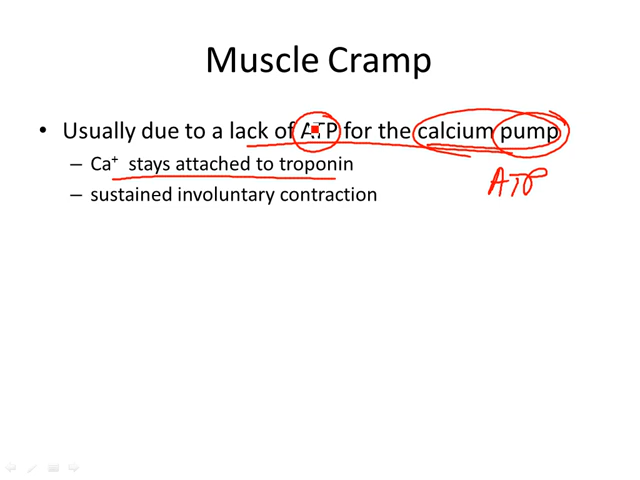 Muscle Cramp
• Usually due to a lack of ATP for the calcium pump
– Ca⁺ stays attached to troponin
ATP
– sustained involuntary contraction